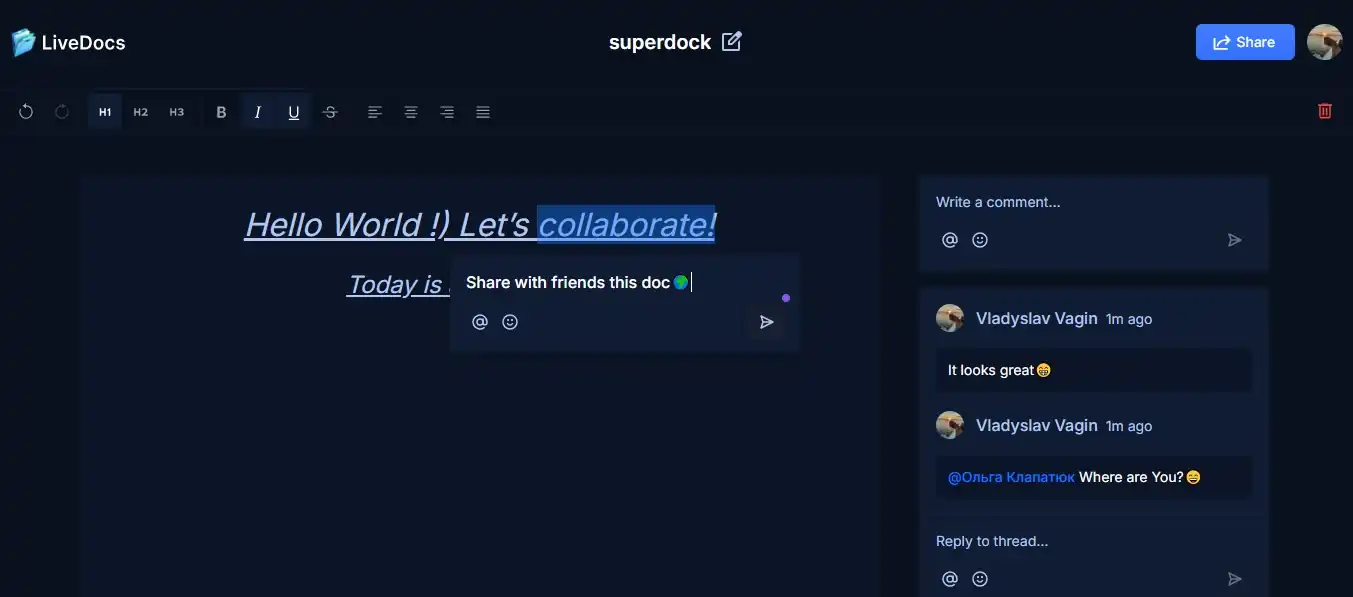 LiveDocs
superdock
Share
H1 H2 H3 B I U S
Hello World !) Let's collaborate!
Today is
Share with friends this doc🌍
Write a comment...
Vladyslav Vagin 1m ago
It looks great😁
Vladyslav Vagin 1m ago
@Ольга Клапатюк Where are You?😄
Reply to thread...